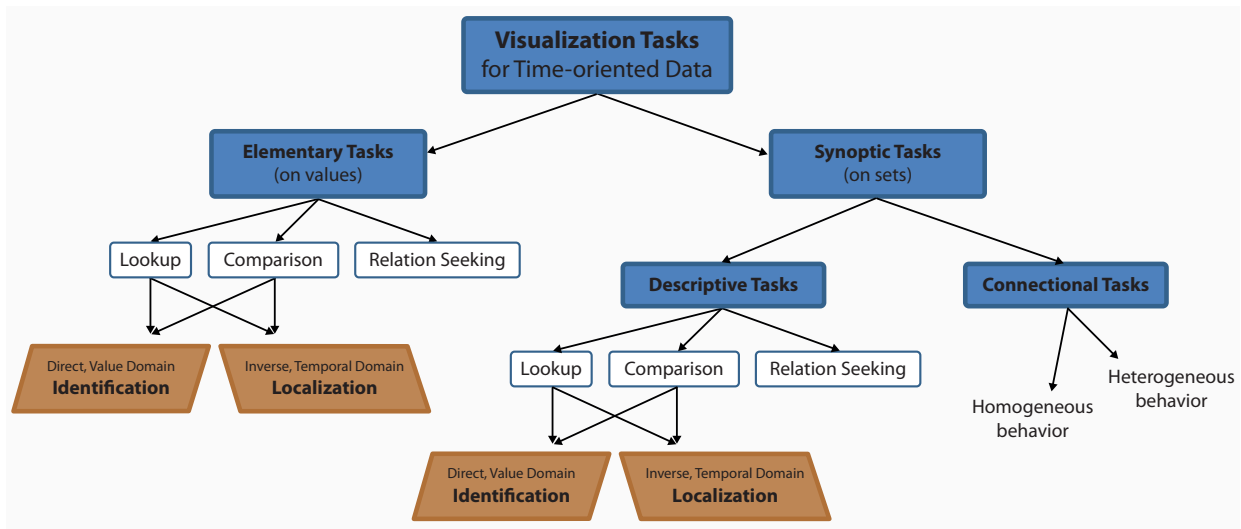 Visualization Tasks
for Time-oriented Data
Elementary Tasks
(on values)
Synoptic Tasks
(on sets)
Lookup
Comparison
Relation Seeking
Descriptive Tasks
Connectional Tasks
Direct, Value Domain
Identification
Inverse, Temporal Domain
Localization
Lookup
Comparison
Relation Seeking
Heterogeneous
behavior
Homogeneous
behavior
Direct, Value Domain
Identification
Inverse, Temporal Domain
Localization